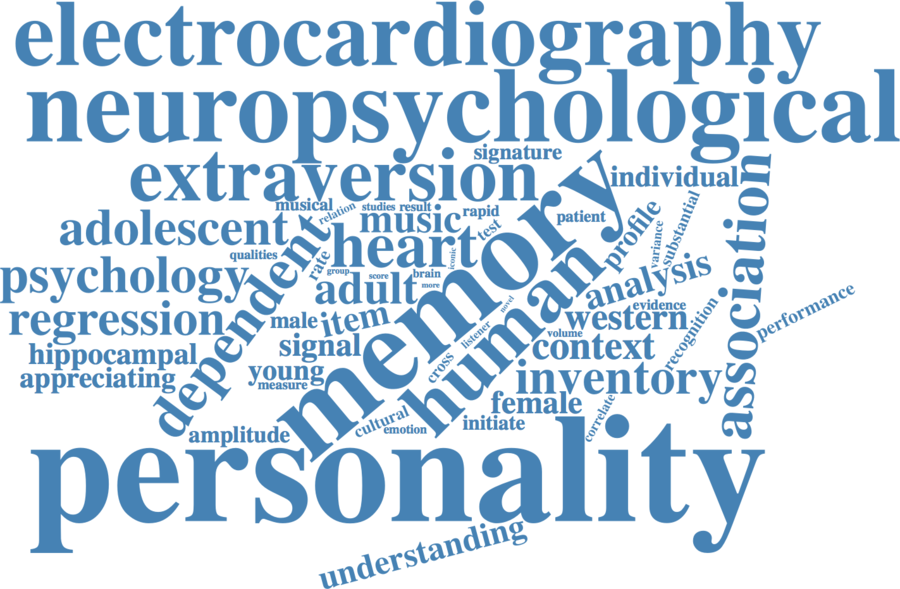 electrocardiography
neuropsychological
signature
extraversion
individual
association
musical
relation
studies
result
rapid
patient
adolescent
music
test
profile
variance
substantial
qualities
dependent
rate
heart
iconic
memory
human
psychology
group
score
brain
more
adult
analysis
regression
male
item
novel
listener
evidence
western
recognition
performance
hippocampal
signal
cross
volume
context
appreciating
young
measure
inventory
female
correlate
cultural
emotion
initiate
amplitude
personality
understanding